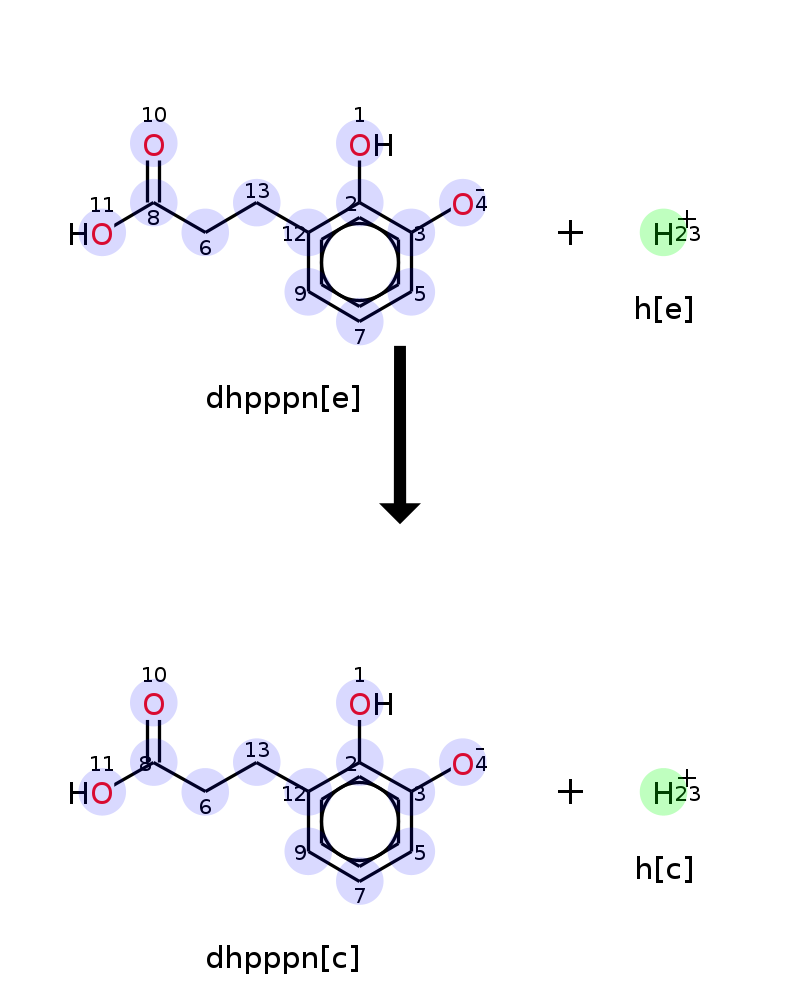 10 1
O OH
11 13 O⁻ 4
HO 8 6 12 2 3 + H⁺ 23
9 5 h[e]
7
dhpppn[e]
10 1
O OH
11 13 O⁻ 4
HO 8 6 12 2 3 + H⁺ 23
9 5 h[c]
7
dhpppn[c]